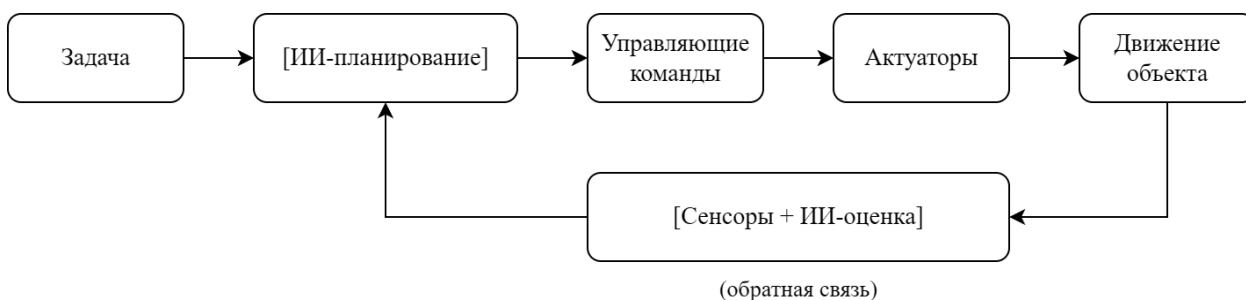 Задача
[ИИ-планирование]
Управляющие
команды
Актуаторы
Движение
объекта
[Сенсоры + ИИ-оценка]
(обратная связь)